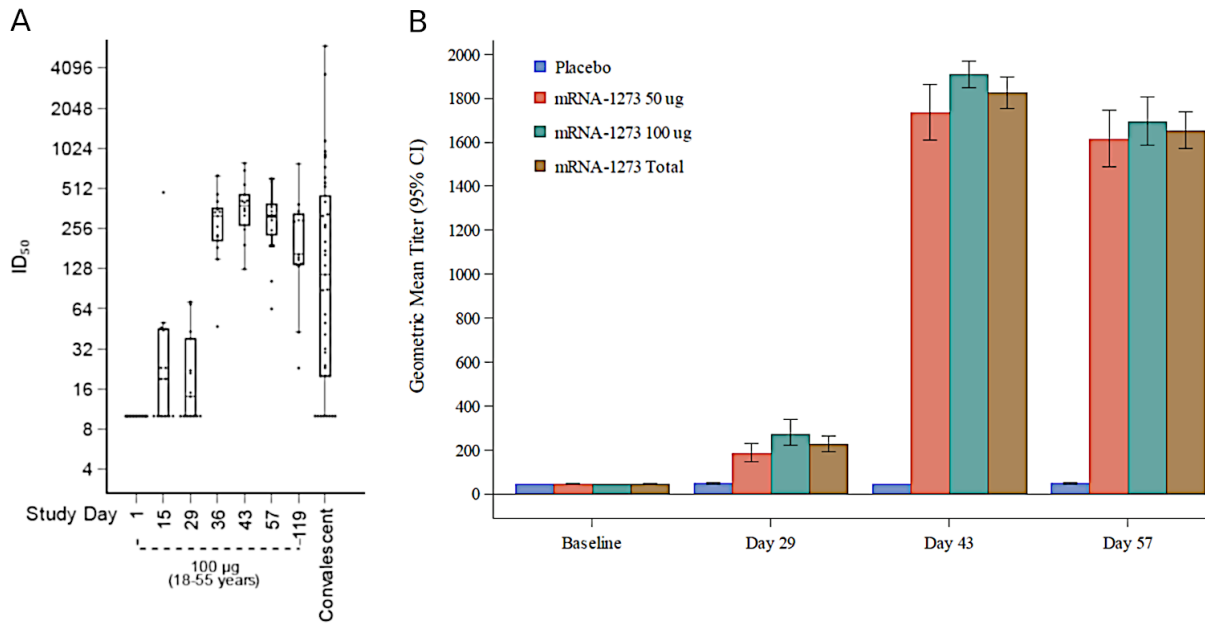 A
4096
2048
1024
512
256
128
64
32
16
8
4
ID50
Study Day 1 15 29 36 43 57 119 Convalescent
100 µg
(18-55 years)
B
Placebo
mRNA-1273 50 ug
mRNA-1273 100 ug
mRNA-1273 Total
2000
1800
1600
1400
1200
1000
800
600
400
200
0
Geometric Mean Titer (95% CI)
Baseline Day 29 Day 43 Day 57